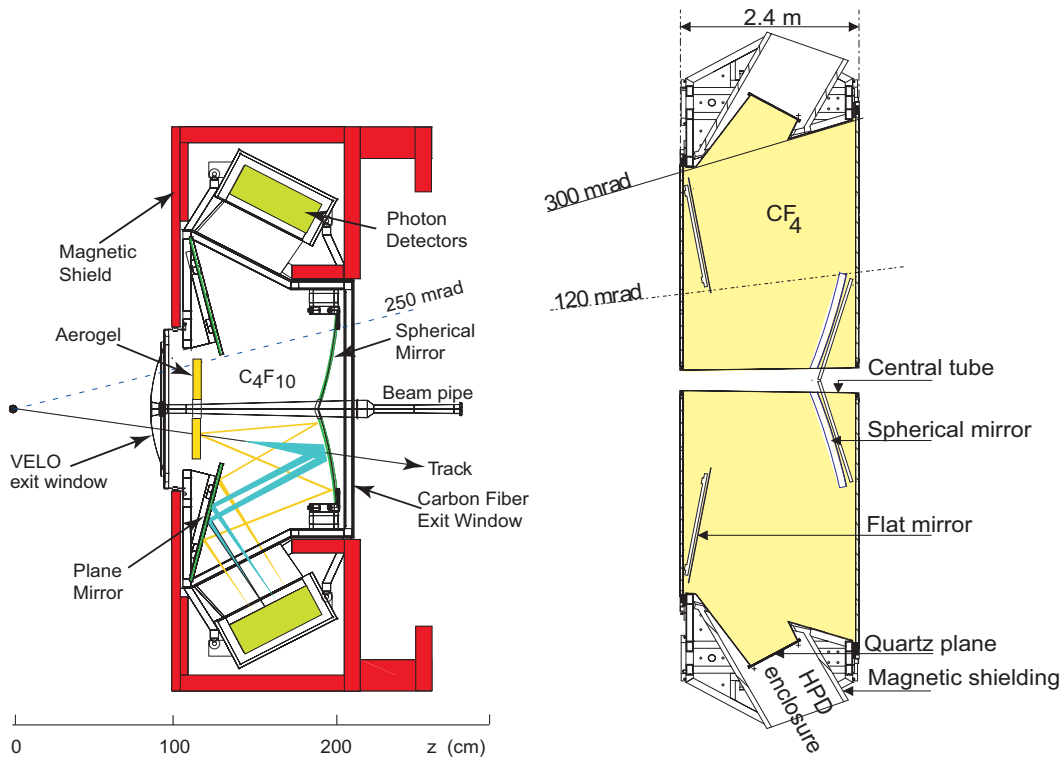 Magnetic
Shield
Aerogel
VELO
exit window
Plane
Mirror
Photon
Detectors
250 mrad
Spherical
Mirror
C4F10
Beam pipe
Track
Carbon Fiber
Exit Window
0
100
200
z (cm)
2.4 m
300 mrad
CF4
120 mrad
Central tube
Spherical mirror
Flat mirror
Quartz plane
Magnetic shielding
HPD
enclosure